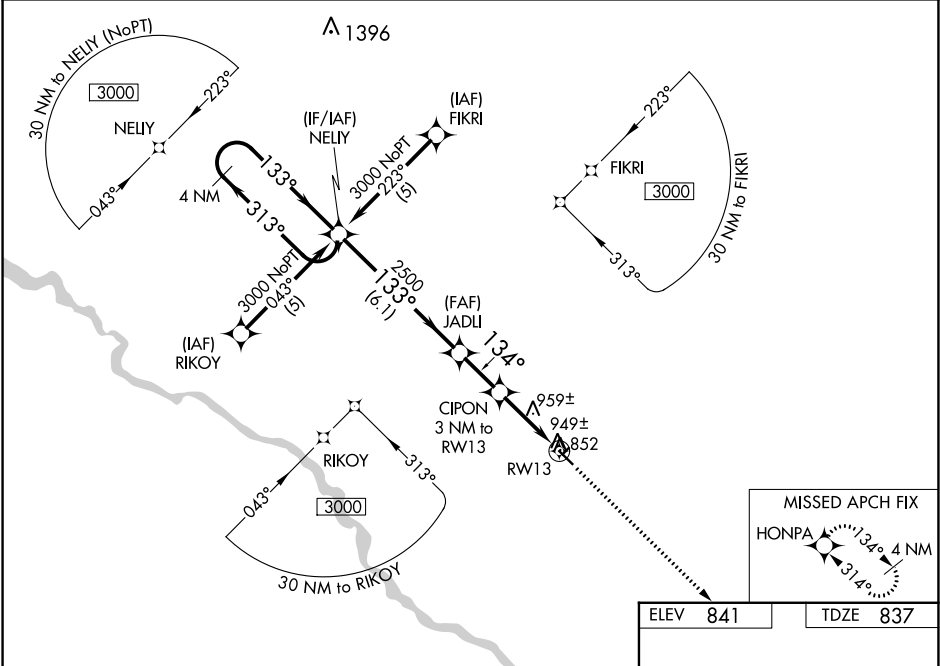 1396
30 NM to NELIY (NoPT)
3000
223°
NELIY
043°
(IF/IAF)
NELIY
(IAF)
FIKRI
3000 NoPT
223°
(5)
4 NM
133°
313°
3000 NoPT
043°
(5)
(IAF)
RIKOY
223°
FIKRI
3000
313°
30 NM to FIKRI
2500
133°
(6.1)
(FAF)
JADLI
134°
CIPON
3 NM to
RW13
959±
949±
852
RW13
RIKOY
043°
313°
3000
30 NM to RIKOY
MISSED APCH FIX
HONPA
134°
4 NM
314°
ELEV 841
TDZE 837